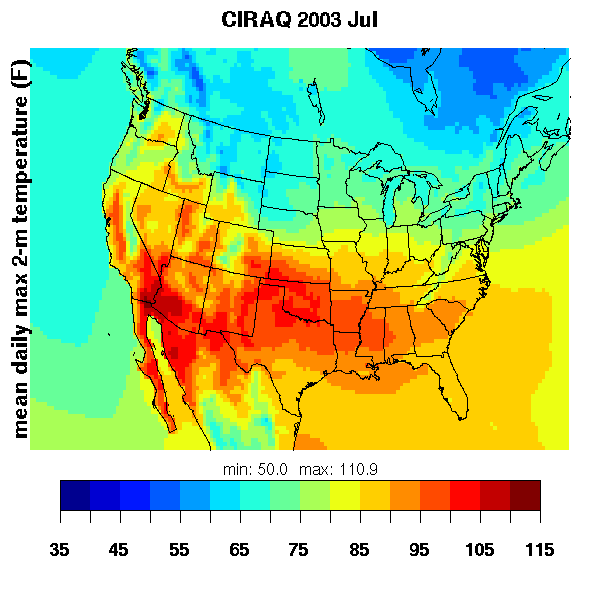 CIRAQ 2003 Jul
mean daily max 2-m temperature (F)
min: 50.0 max: 110.9
35 45 55 65 75 85 95 105 115